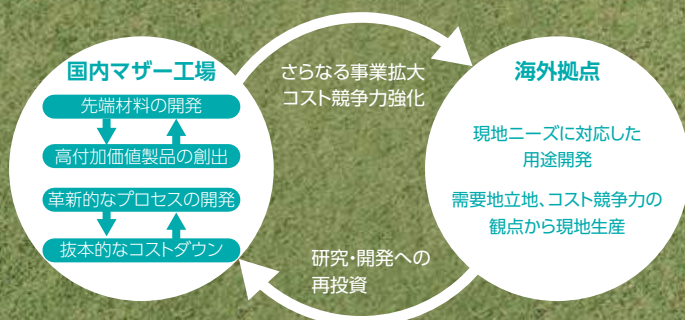 国内マザー工場
先端材料の開発
高付加価値製品の創出
革新的なプロセスの開発
抜本的なコストダウン
さらなる事業拡大
コスト競争力強化
海外拠点
現地ニーズに対応した
用途開発
需要地立地、コスト競争力の
観点から現地生産
研究・開発への
再投資